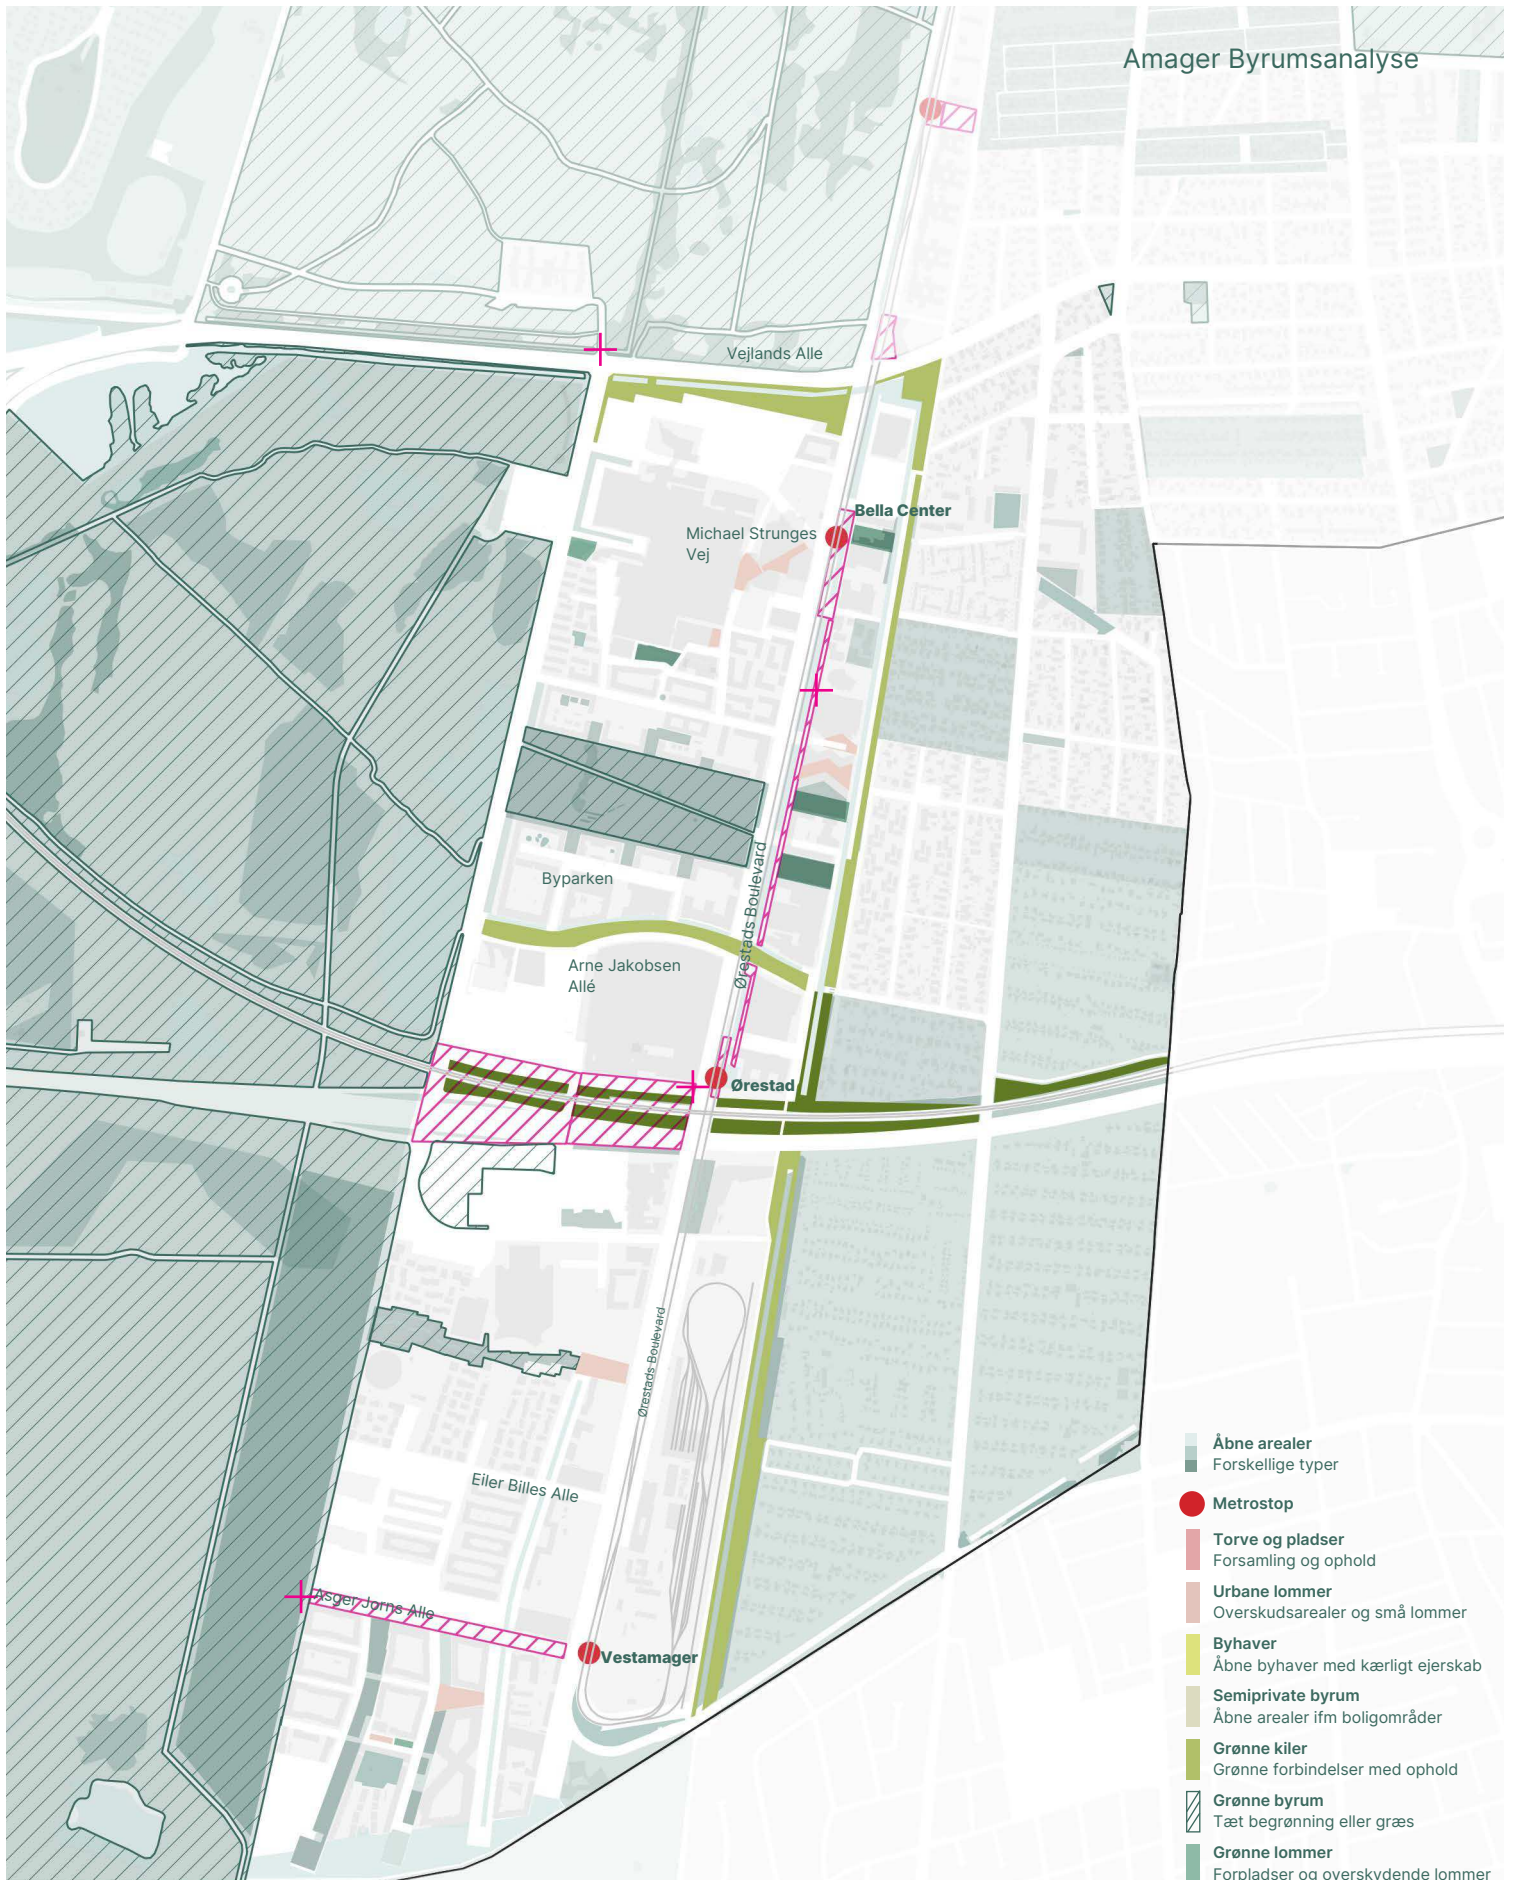 Amager Byrumsanalyse
Vejlands Alle
Bella Center
Michael Strunges
Vej
Ørestads Boulevard
Byparken
Arne Jakobsen
Allé
Ørestad
Ørestads Boulevard
Eiler Billes Alle
Asger Jorns Alle
Vestamager
Åbne arealer
Forskellige typer
Metrostop
Torve og pladser
Forsamling og ophold
Urbane lommer
Overskudsarealer og små lommer
Byhaver
Åbne byhaver med kærligt ejerskab
Semiprivate byrum
Åbne arealer ifm boligområder
Grønne kiler
Grønne forbindelser med ophold
Grønne byrum
Tæt begrønning eller græs
Grønne lommer
Forpladser og overskydende lommer